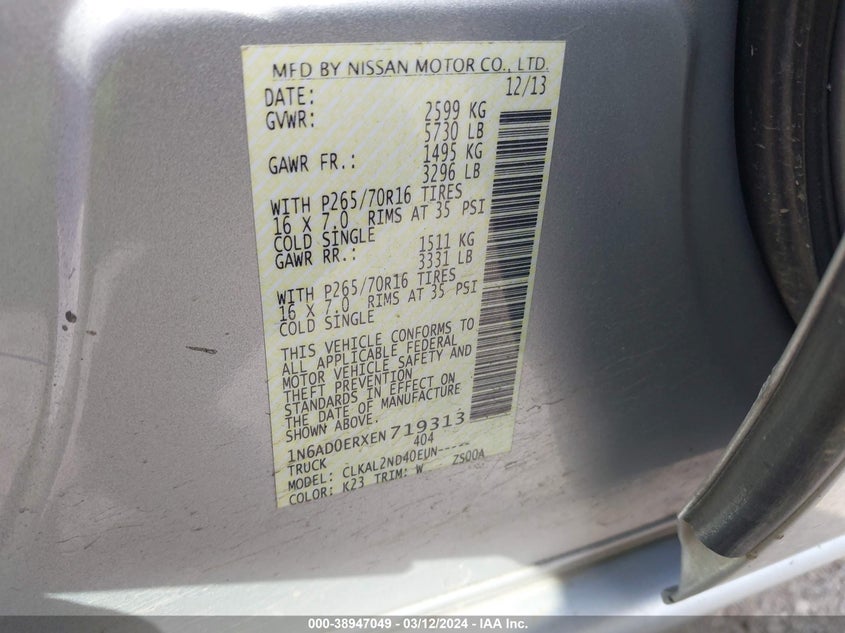 MFD BY NISSAN MOTOR CO., LTD.
DATE: 12/13
GVWR: 2599 KG
5730 LB
GAWR FR.: 1495 KG
3296 LB
WITH P265/70R16 TIRES
16 X 7.0 RIMS AT 35 PSI
COLD SINGLE
GAWR RR.: 1511 KG
3331 LB
WITH P265/70R16 TIRES
16 X 7.0 RIMS AT 35 PSI
COLD SINGLE
THIS VEHICLE CONFORMS TO
ALL APPLICABLE FEDERAL
MOTOR VEHICLE SAFETY AND
THEFT PREVENTION
STANDARDS IN EFFECT ON
THE DATE OF MANUFACTURE
SHOWN ABOVE.
1N6AD0ERXEN719313
TRUCK 404
MODEL: CLKAL2ND40EUN-----
COLOR: K23 TRIM: W ZS00A
000-38947049 - 03/12/2024 - IAA Inc.